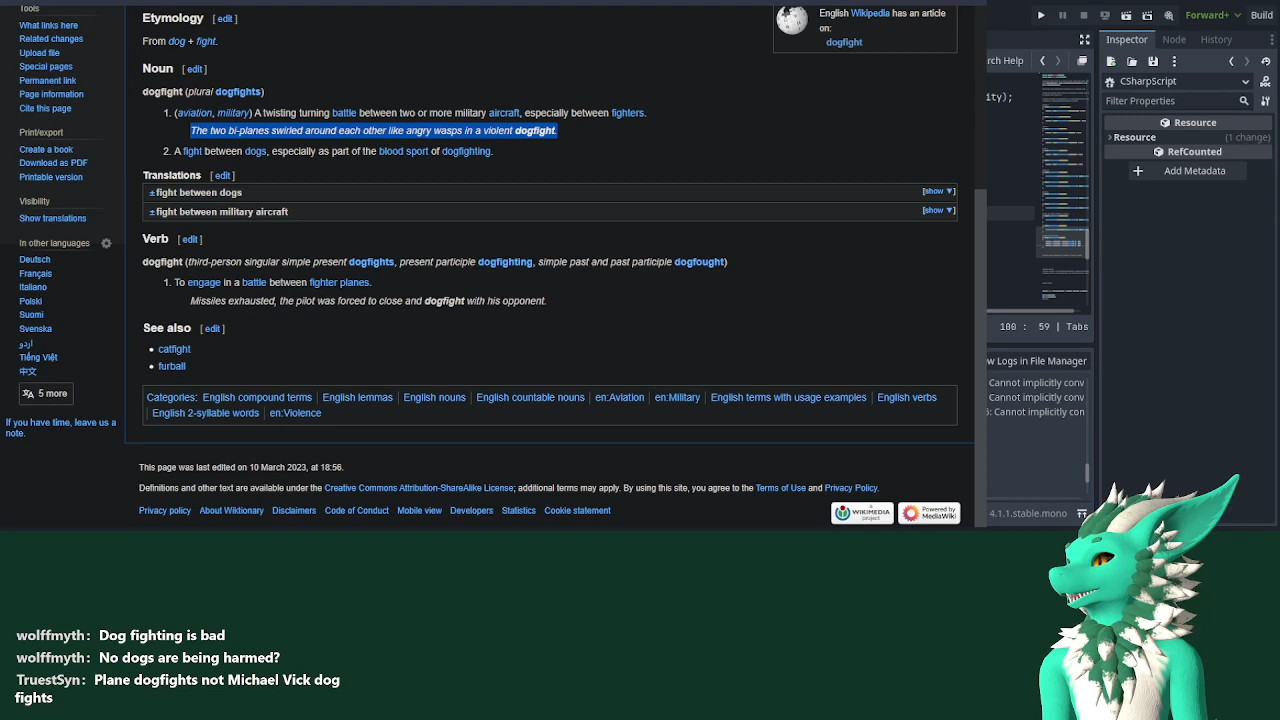 Tools
What links here
Related changes
Upload file
Special pages
Permanent link
Page information
Cite this page
Print/export
Create a book
Download as PDF
Printable version
Visibility
Show translations
In other languages
Deutsch
Français
Italiano
Polski
Suomi
Svenska
اردو
Tiếng Việt
中文
5 more
If you have time, leave us a
note.
Etymology [ edit ]
From dog + fight.
English Wikipedia has an article
on:
dogfight
Noun [ edit ]
dogfight (plural dogfights)
1. (aviation, military) A twisting turning battle between two or more military aircraft, especially between fighters.
The two bi-planes swirled around each other like angry wasps in a violent dogfight.
2. A fight between dogs, especially as part of a blood sport of dogfighting.
Translations [ edit ]
± fight between dogs [show ▼]
± fight between military aircraft [show ▼]
Verb [ edit ]
dogfight (third-person singular simple present dogfights, present participle dogfighting, simple past and past participle dogfought)
1. To engage in a battle between fighter planes.
Missiles exhausted, the pilot was forced to close and dogfight with his opponent.
See also [ edit ]
• catfight
• furball
Categories: English compound terms | English lemmas | English nouns | English countable nouns | en:Aviation | en:Military | English terms with usage examples | English verbs
| English 2-syllable words | en:Violence
This page was last edited on 10 March 2023, at 18:56.
Definitions and other text are available under the Creative Commons Attribution-ShareAlike License; additional terms may apply. By using this site, you agree to the Terms of Use and Privacy Policy.
Privacy policy About Wiktionary Disclaimers Code of Conduct Mobile view Developers Statistics Cookie statement
A WIKIMEDIA project
Powered by MediaWiki
Forward+ Build
rch Help
ity);
100 : 59 | Tabs
w Logs in File Manager
Cannot implicitly conv
Cannot implicitly conv
6: Cannot implicitly con
4.1.1.stable.mono
Inspector Node History
CSharpScript
Filter Properties
Resource
Resource (1 change)
RefCounted
+ Add Metadata
wolffmyth: Dog fighting is bad
wolffmyth: No dogs are being harmed?
TruestSyn: Plane dogfights not Michael Vick dog
fights